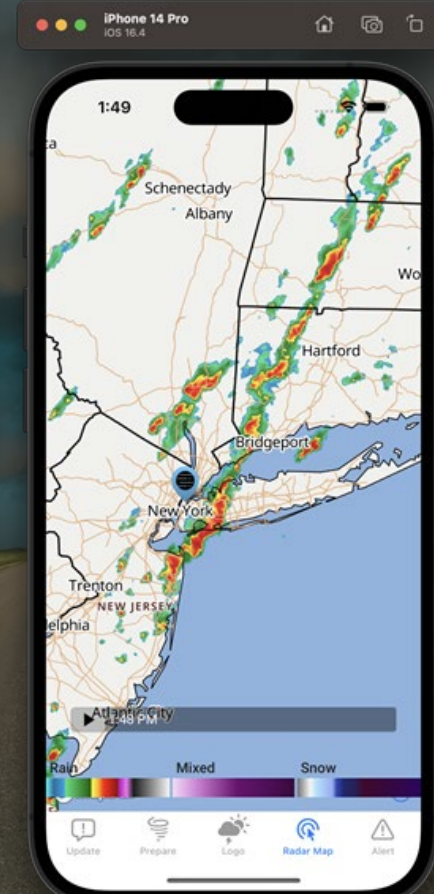 iPhone 14 Pro
iOS 16.4
1:49
ca
Schenectady
Albany
Wo
Hartford
Bridgeport
New York
Trenton
NEW JERSEY
elphia
Atlantic City
1:48 PM
Rain Mixed Snow
Update Prepare Logo Radar Map Alert